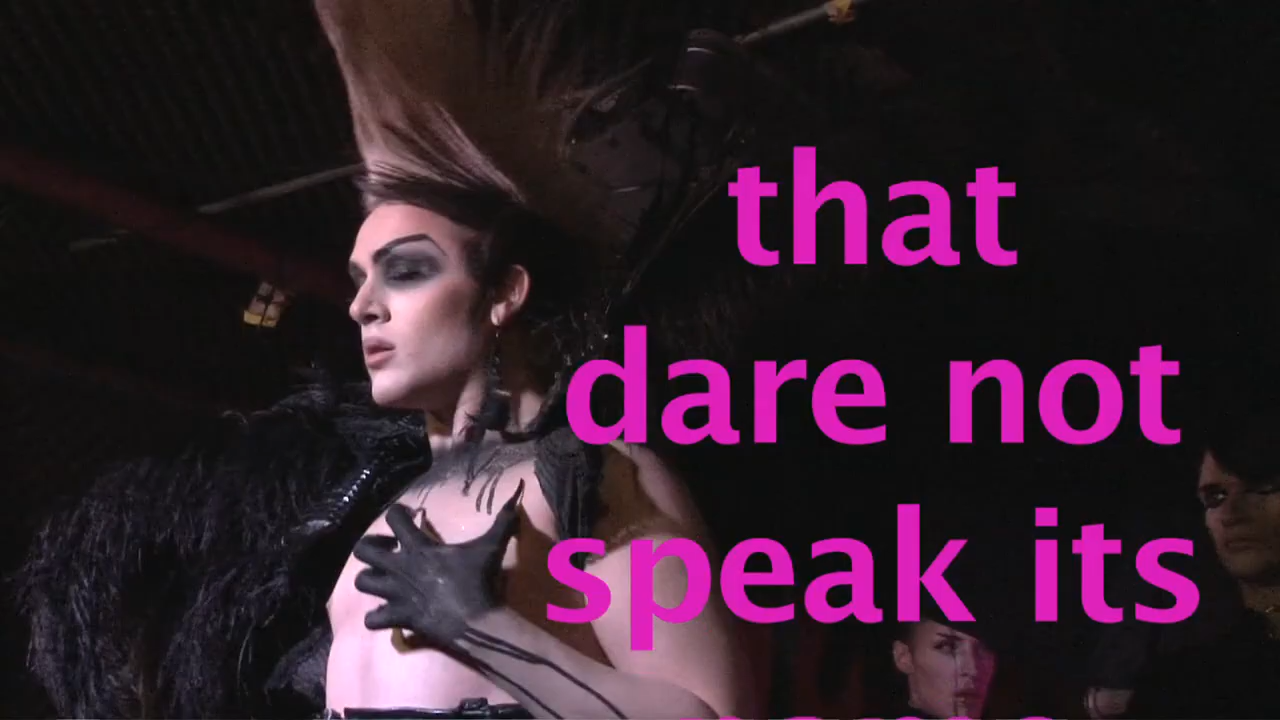 that
dare not
speak its